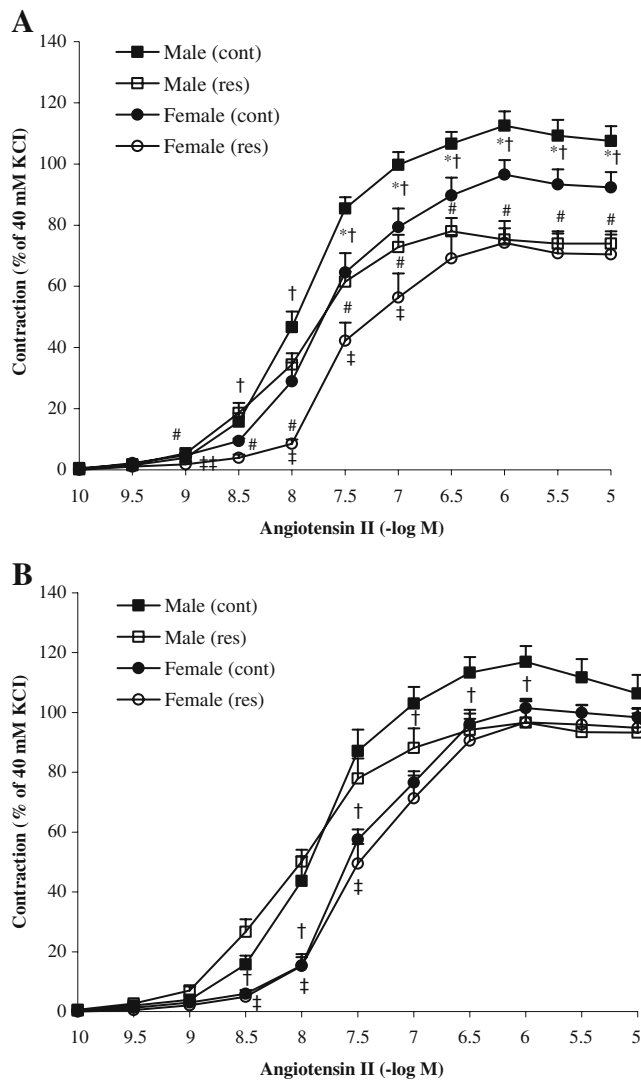 A
Male (cont)
Male (res)
Female (cont)
Female (res)
Contraction (%of 40 mM KCI)
140
120
100
80
60
40
20
0
*† *† *† *†
*†
*†
# # # #
†
#
#
‡
‡
†
# # #
‡‡ ‡
10 9.5 9 8.5 8 7.5 7 6.5 6 5.5 5
Angiotensin II (-log M)
B
Male (cont)
Male (res)
Female (cont)
Female (res)
Contraction (% of 40 mM KCI)
140
120
100
80
60
40
20
0
† †
†
†
‡
†
† ‡ ‡
10 9.5 9 8.5 8 7.5 7 6.5 6 5.5 5
Angiotensin II (-log M)